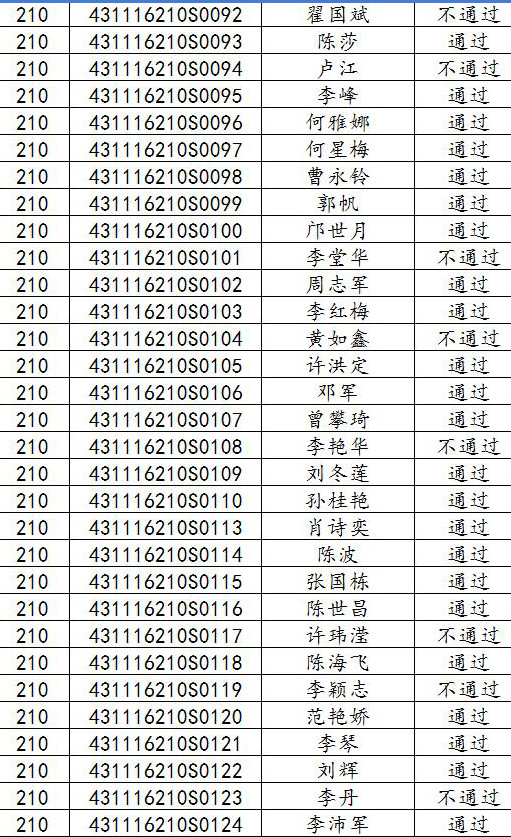 210 431116210S0092 翟国斌 不通过
210 431116210S0093 陈莎 通过
210 431116210S0094 卢江 不通过
210 431116210S0095 李峰 通过
210 431116210S0096 何雅娜 通过
210 431116210S0097 何星梅 通过
210 431116210S0098 曹永铃 通过
210 431116210S0099 郭帆 通过
210 431116210S0100 邝世月 通过
210 431116210S0101 李堂华 不通过
210 431116210S0102 周志军 通过
210 431116210S0103 李红梅 通过
210 431116210S0104 黄如鑫 不通过
210 431116210S0105 许洪定 通过
210 431116210S0106 邓军 通过
210 431116210S0107 曾攀琦 通过
210 431116210S0108 李艳华 不通过
210 431116210S0109 刘冬莲 通过
210 431116210S0110 孙桂艳 通过
210 431116210S0113 肖诗奕 通过
210 431116210S0114 陈波 通过
210 431116210S0115 张国栋 通过
210 431116210S0116 陈世昌 通过
210 431116210S0117 许玮滢 不通过
210 431116210S0118 陈海飞 通过
210 431116210S0119 李颖志 不通过
210 431116210S0120 范艳娇 通过
210 431116210S0121 李琴 通过
210 431116210S0122 刘辉 通过
210 431116210S0123 李丹 不通过
210 431116210S0124 李沛军 通过